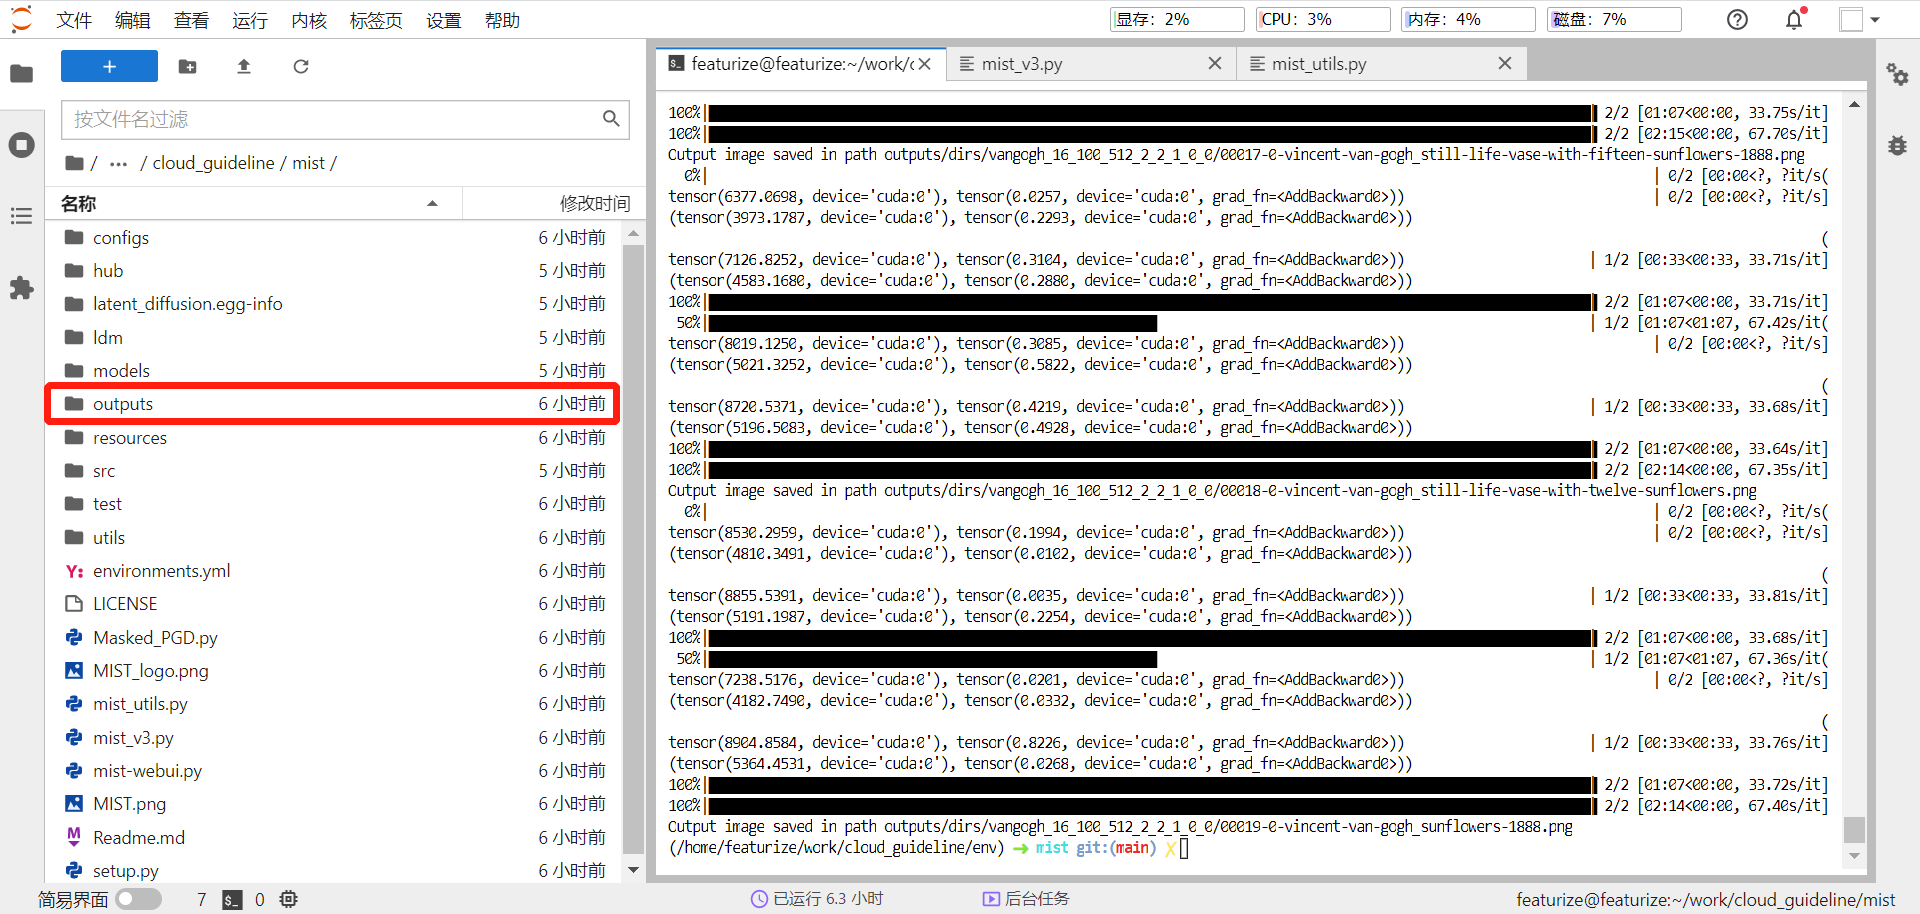 文件 编辑 查看 运行 内核 标签页 设置 帮助 显存：2% CPU：3% 内存：4% 磁盘：7%
+
按文件名过滤
/ ··· / cloud_guideline / mist /
名称 修改时间
configs 6 小时前
hub 5 小时前
latent_diffusion.egg-info 5 小时前
ldm 5 小时前
models 5 小时前
outputs 6 小时前
resources 6 小时前
src 5 小时前
test 6 小时前
utils 6 小时前
environments.yml 6 小时前
LICENSE 6 小时前
Masked_PGD.py 6 小时前
MIST_logo.png 6 小时前
mist_utils.py 6 小时前
mist_v3.py 6 小时前
mist-webui.py 6 小时前
MIST.png 6 小时前
Readme.md 6 小时前
setup.py 6 小时前
featurize@featurize:~/work/c mist_v3.py mist_utils.py
100%| | 2/2 [01:07<00:00, 33.75s/it]
100%| | 2/2 [02:15<00:00, 67.70s/it]
Output image saved in path outputs/dirs/vangogh_16_100_512_2_2_1_0_0/00017-0-vincent-van-gogh_still-life-vase-with-fifteen-sunflowers-1888.png
0%| | 0/2 [00:00<?, ?it/s(
tensor(6377.0698, device='cuda:0'), tensor(0.0257, device='cuda:0', grad_fn=<AddBackward0>)) | 0/2 [00:00<?, ?it/s]
(tensor(3973.1787, device='cuda:0'), tensor(0.2293, device='cuda:0', grad_fn=<AddBackward0>))
(
tensor(7126.8252, device='cuda:0'), tensor(0.3104, device='cuda:0', grad_fn=<AddBackward0>)) | 1/2 [00:33<00:33, 33.71s/it]
(tensor(4583.1680, device='cuda:0'), tensor(0.2880, device='cuda:0', grad_fn=<AddBackward0>))
100%| | 2/2 [01:07<00:00, 33.71s/it]
50%| | 1/2 [01:07<01:07, 67.42s/it(
tensor(8019.1250, device='cuda:0'), tensor(0.3085, device='cuda:0', grad_fn=<AddBackward0>)) | 0/2 [00:00<?, ?it/s]
(tensor(5021.3252, device='cuda:0'), tensor(0.5822, device='cuda:0', grad_fn=<AddBackward0>))
(
tensor(8720.5371, device='cuda:0'), tensor(0.4219, device='cuda:0', grad_fn=<AddBackward0>)) | 1/2 [00:33<00:33, 33.68s/it]
(tensor(5196.5083, device='cuda:0'), tensor(0.4928, device='cuda:0', grad_fn=<AddBackward0>))
100%| | 2/2 [01:07<00:00, 33.64s/it]
100%| | 2/2 [02:14<00:00, 67.35s/it]
Output image saved in path outputs/dirs/vangogh_16_100_512_2_2_1_0_0/00018-0-vincent-van-gogh_still-life-vase-with-twelve-sunflowers.png
0%| | 0/2 [00:00<?, ?it/s(
tensor(8530.2959, device='cuda:0'), tensor(0.1994, device='cuda:0', grad_fn=<AddBackward0>)) | 0/2 [00:00<?, ?it/s]
(tensor(4810.3491, device='cuda:0'), tensor(0.0102, device='cuda:0', grad_fn=<AddBackward0>))
(
tensor(8855.5391, device='cuda:0'), tensor(0.0035, device='cuda:0', grad_fn=<AddBackward0>)) | 1/2 [00:33<00:33, 33.81s/it]
(tensor(5191.1987, device='cuda:0'), tensor(0.2254, device='cuda:0', grad_fn=<AddBackward0>))
100%| | 2/2 [01:07<00:00, 33.68s/it]
50%| | 1/2 [01:07<01:07, 67.36s/it(
tensor(7238.5176, device='cuda:0'), tensor(0.0201, device='cuda:0', grad_fn=<AddBackward0>)) | 0/2 [00:00<?, ?it/s]
(tensor(4182.7490, device='cuda:0'), tensor(0.0332, device='cuda:0', grad_fn=<AddBackward0>))
(
tensor(8904.8584, device='cuda:0'), tensor(0.8226, device='cuda:0', grad_fn=<AddBackward0>)) | 1/2 [00:33<00:33, 33.76s/it]
(tensor(5364.4531, device='cuda:0'), tensor(0.0268, device='cuda:0', grad_fn=<AddBackward0>))
100%| | 2/2 [01:07<00:00, 33.72s/it]
100%| | 2/2 [02:14<00:00, 67.40s/it]
Output image saved in path outputs/dirs/vangogh_16_100_512_2_2_1_0_0/00019-0-vincent-van-gogh_sunflowers-1888.png
(/home/featurize/work/cloud_guideline/env) ➜ mist git:(main) ✗
简易界面 7 0 已运行 6.3 小时 后台任务 featurize@featurize:~/work/cloud_guideline/mist